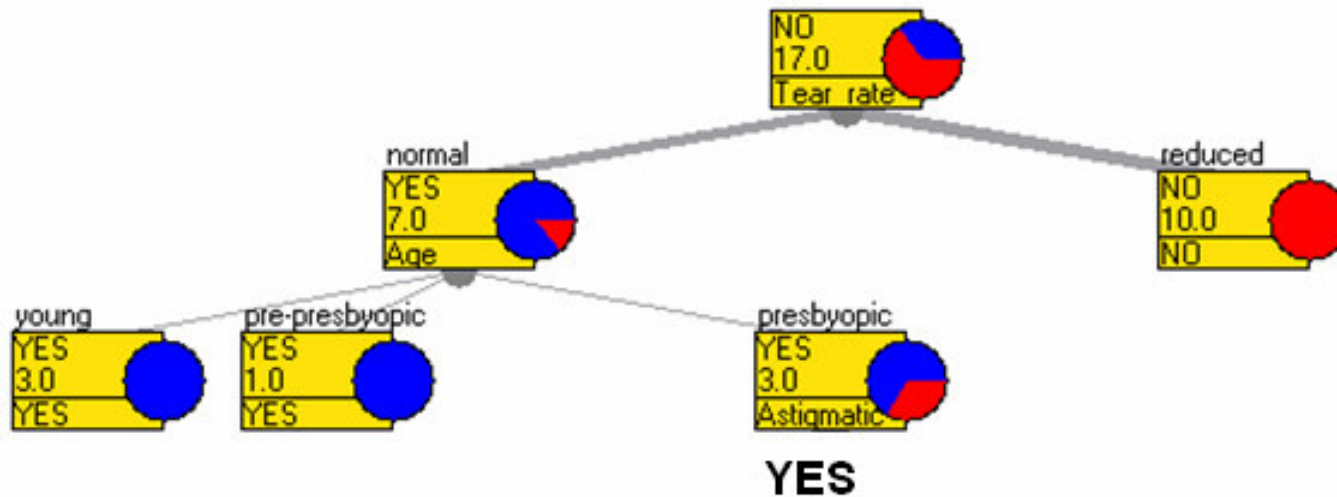 NO
17.0
Tear rate
normal
YES
7.0
Age
reduced
NO
10.0
NO
young
YES
3.0
YES
pre-presbyopic
YES
1.0
YES
presbyopic
YES
3.0
Astigmatic
YES